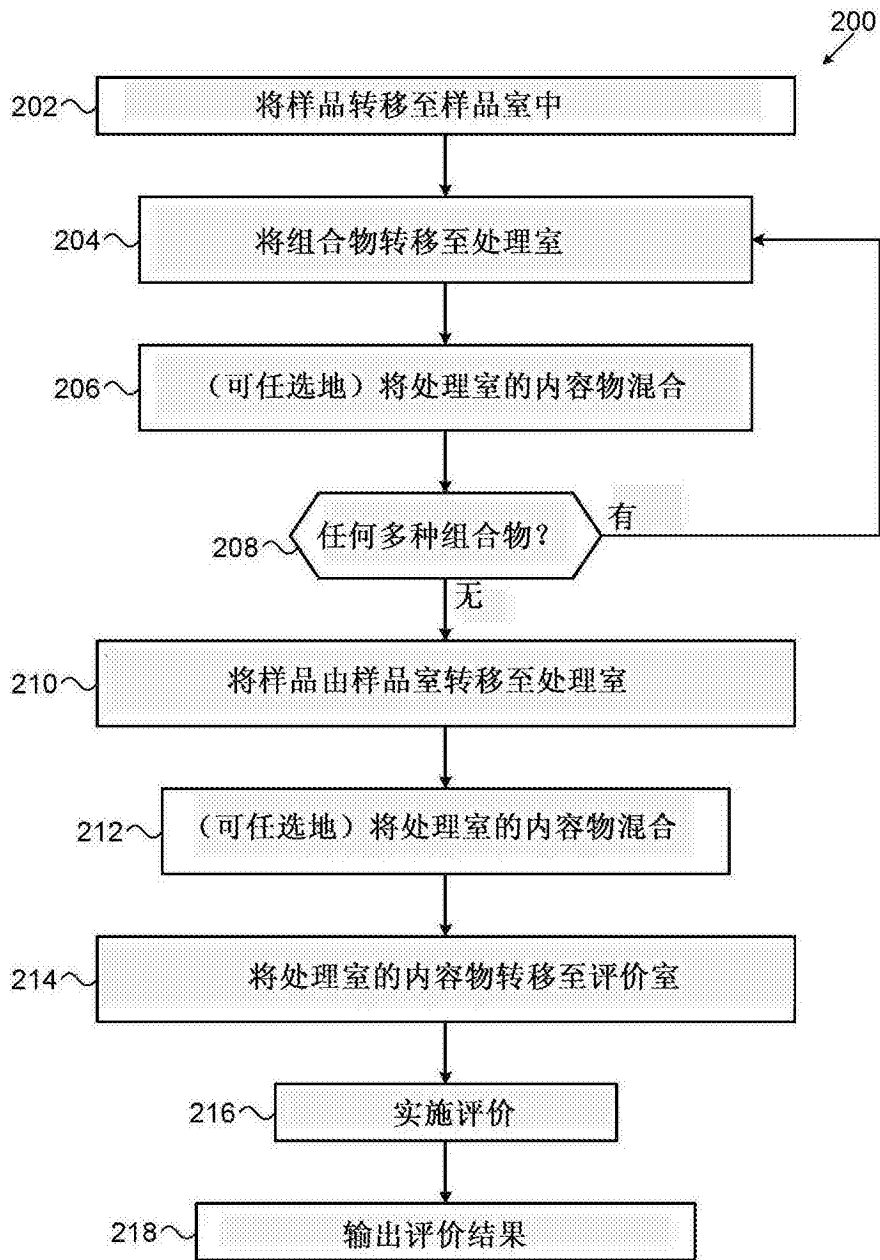 200
202
将样品转移至样品室中
204
将组合物转移至处理室
206
（可任选地）将处理室的内容物混合
208
任何多种组合物？
有
无
210
将样品由样品室转移至处理室
212
（可任选地）将处理室的内容物混合
214
将处理室的内容物转移至评价室
216
实施评价
218
输出评价结果